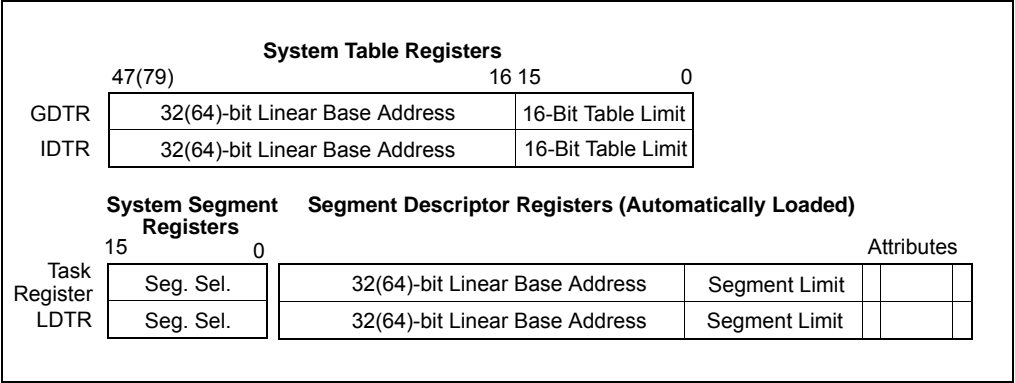 System Table Registers
47(79) 16 15 0
GDTR 32(64)-bit Linear Base Address 16-Bit Table Limit
IDTR 32(64)-bit Linear Base Address 16-Bit Table Limit
System Segment Registers Segment Descriptor Registers (Automatically Loaded)
15 0 Attributes
Task Register Seg. Sel. 32(64)-bit Linear Base Address Segment Limit
LDTR Seg. Sel. 32(64)-bit Linear Base Address Segment Limit